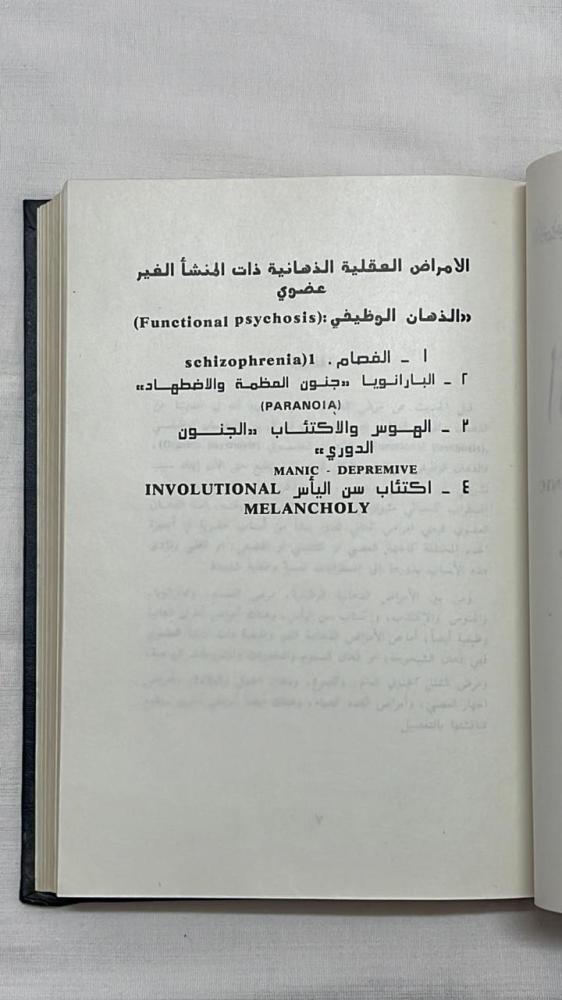 الامراض العقلية الذهانية ذات المنشأ الغير
عضوي
«الذهان الوظيفي:(Functional psychosis)
١ ـ الفصام. schizophrenia)1
٢ ـ البارانويا «جنون العظمة والاضطهاد»
(PARANOIA)
٣ ـ الهوس والاكتئاب «الجنون
الدوري»
MANIC - DEPREMIVE
٤ ـ اكتئاب سن اليأس INVOLUTIONAL
MELANCHOLY